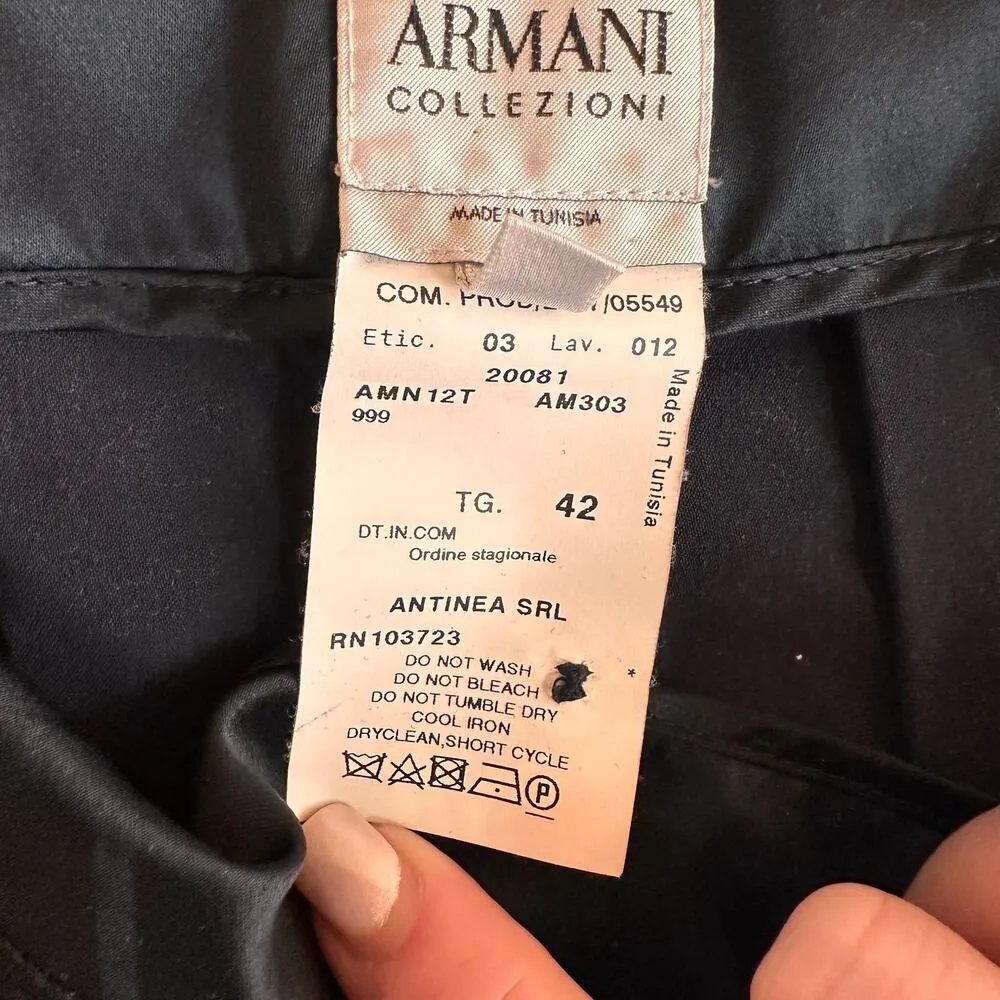 ARMANI
COLLEZIONI
MADE IN TUNISIA
COM. /05549
Etic. 03 Lav. 012
20081
AMN12T AM303
999
Made in Tunisia
TG. 42
DT.IN.COM
Ordine stagionale
ANTINEA SRL
RN103723
DO NOT WASH
DO NOT BLEACH *
DO NOT TUMBLE DRY
COOL IRON
DRYCLEAN,SHORT CYCLE
P